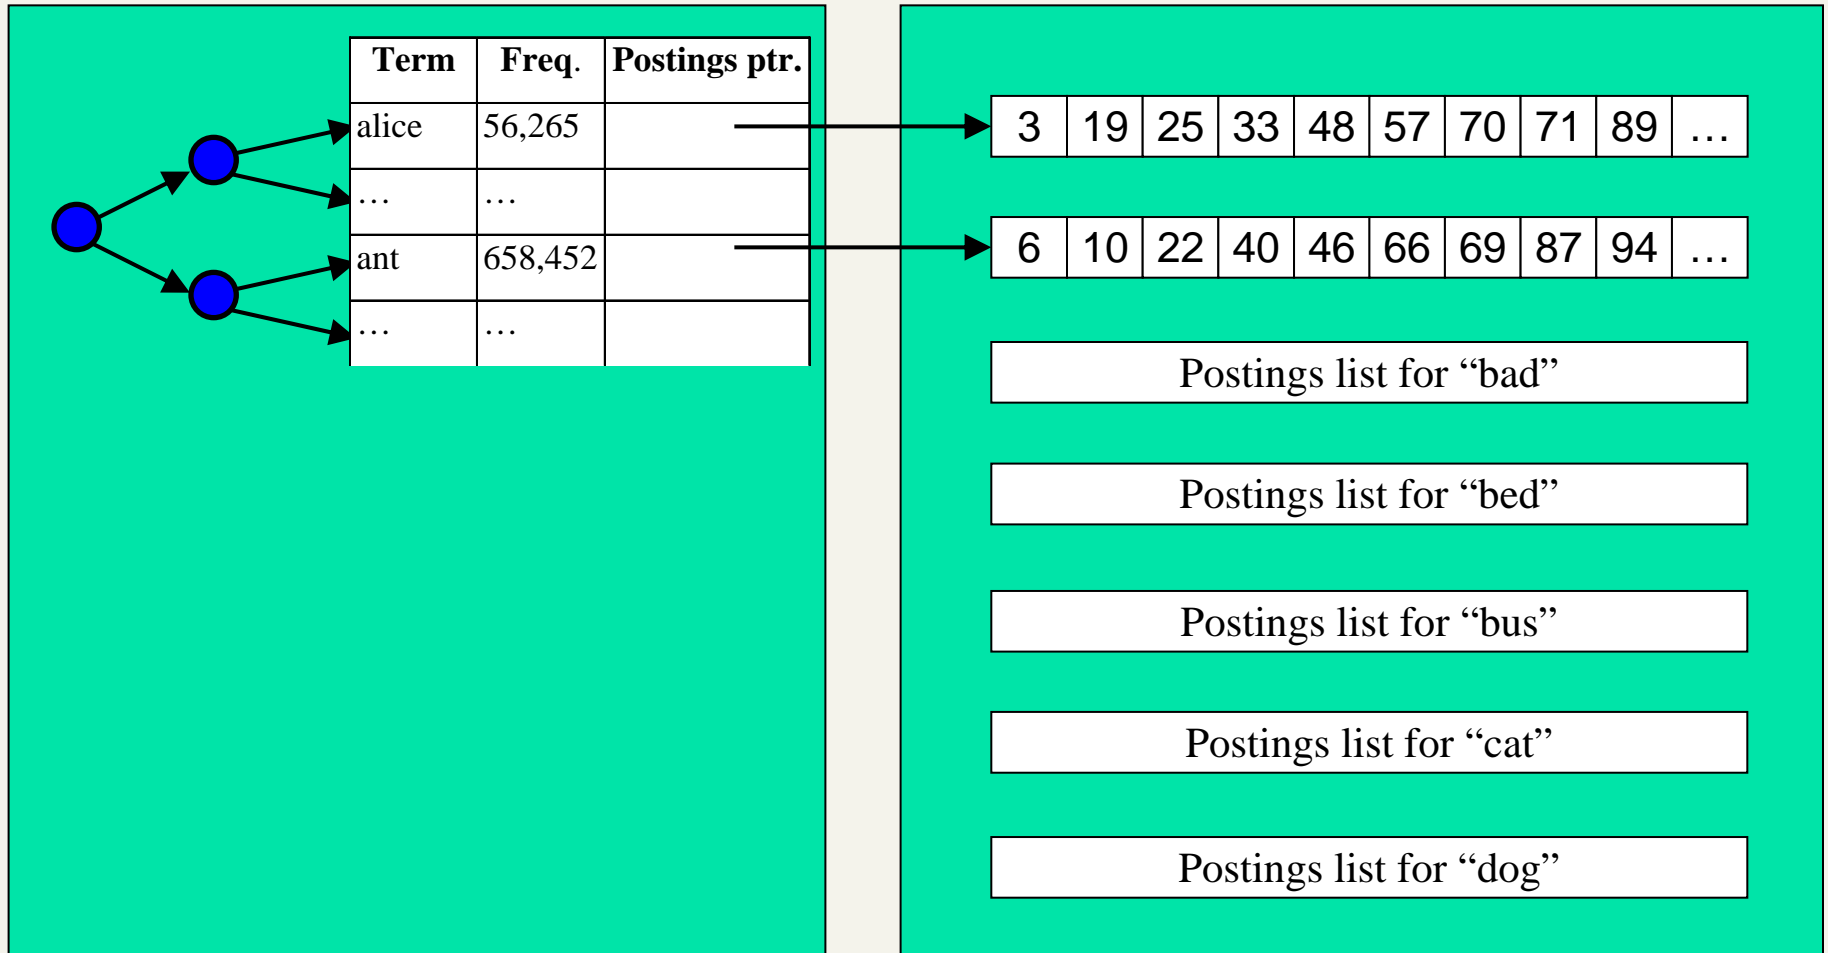 Term Freq. Postings ptr.
alice 56,265
… …
ant 658,452
… …
3 19 25 33 48 57 70 71 89 …
6 10 22 40 46 66 69 87 94 …
Postings list for “bad”
Postings list for “bed”
Postings list for “bus”
Postings list for “cat”
Postings list for “dog”